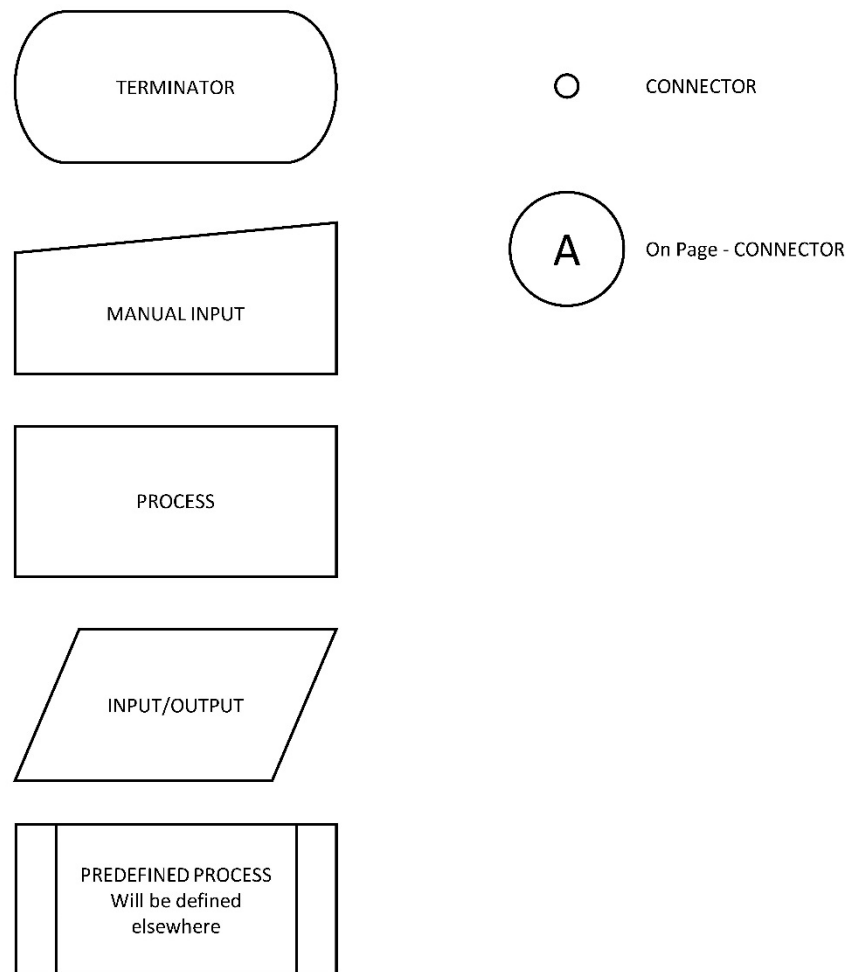 TERMINATOR
CONNECTOR
A
On Page - CONNECTOR
MANUAL INPUT
PROCESS
INPUT/OUTPUT
PREDEFINED PROCESS
Will be defined
elsewhere